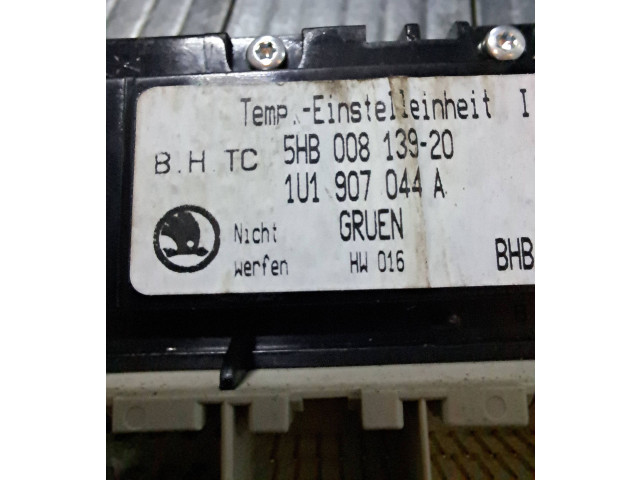 Temp.-Einstelleinheit I
B.H.TC 5HB 008 139-20
1U1 907 044 A
Nicht GRUEN
werfen HW 016 BHB